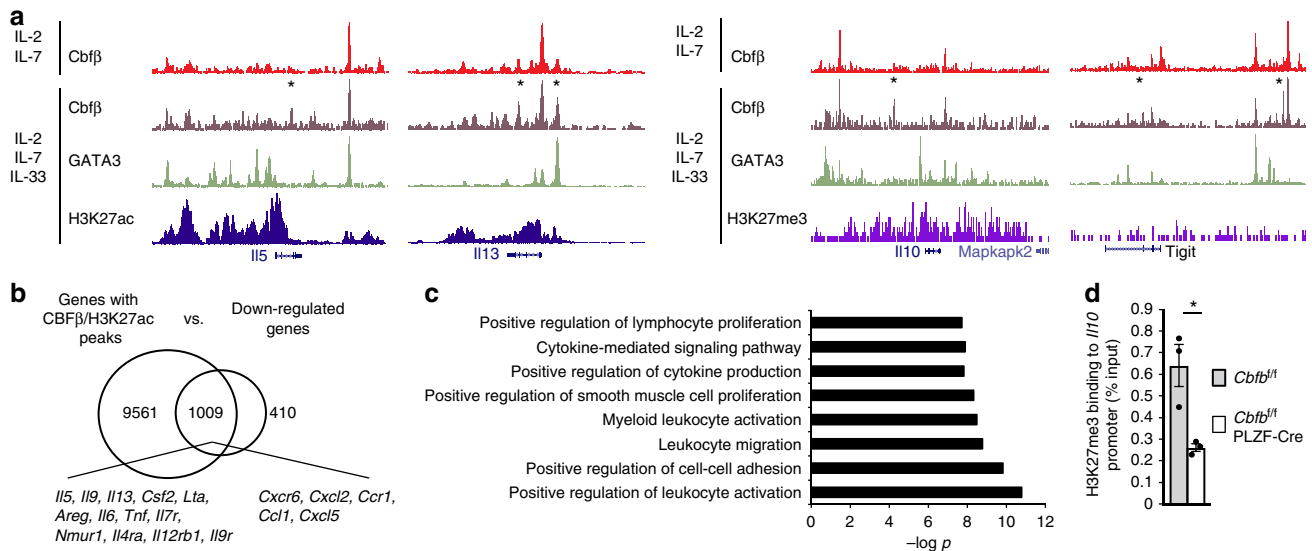 a
IL-2
IL-7
Cbfβ
IL-2
IL-7
IL-33
Cbfβ
GATA3
H3K27ac
*
* *
Il5
Il13
IL-2
IL-7
Cbfβ
IL-2
IL-7
IL-33
Cbfβ
GATA3
H3K27me3
*
* *
Il10
Mapkapk2
Tigit
b
Genes with
CBFβ/H3K27ac
peaks
vs.
Down-regulated
genes
9561
1009
410
Il5, Il9, Il13, Csf2, Lta,
Areg, Il6, Tnf, Il7r,
Nmur1, Il4ra, Il12rb1, Il9r
Cxcr6, Cxcl2, Ccr1,
Ccl1, Cxcl5
c
Positive regulation of lymphocyte proliferation
Cytokine-mediated signaling pathway
Positive regulation of cytokine production
Positive regulation of smooth muscle cell proliferation
Myeloid leukocyte activation
Leukocyte migration
Positive regulation of cell-cell adhesion
Positive regulation of leukocyte activation
0 2 4 6 8 10 12
–log p
d
H3K27me3 binding to Il10
promoter (% input)
0.9
0.8
0.7
0.6
0.5
0.4
0.3
0.2
0.1
0
*
Cbfb^f/f
Cbfb^f/f
PLZF-Cre